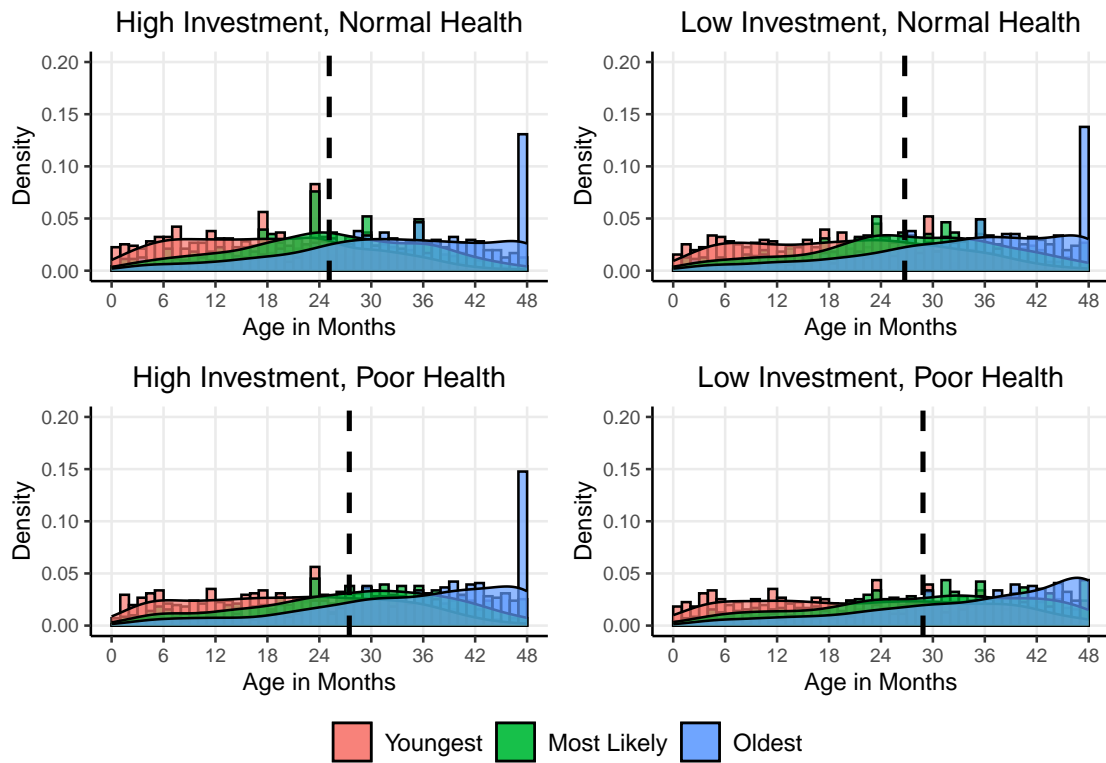 High Investment, Normal Health
0.20
0.15
0.10
0.05
0.00
Density
0 6 12 18 24 30 36 42 48
Age in Months
Low Investment, Normal Health
0.20
0.15
0.10
0.05
0.00
Density
0 6 12 18 24 30 36 42 48
Age in Months
High Investment, Poor Health
0.20
0.15
0.10
0.05
0.00
Density
0 6 12 18 24 30 36 42 48
Age in Months
Low Investment, Poor Health
0.20
0.15
0.10
0.05
0.00
Density
0 6 12 18 24 30 36 42 48
Age in Months
Youngest Most Likely Oldest